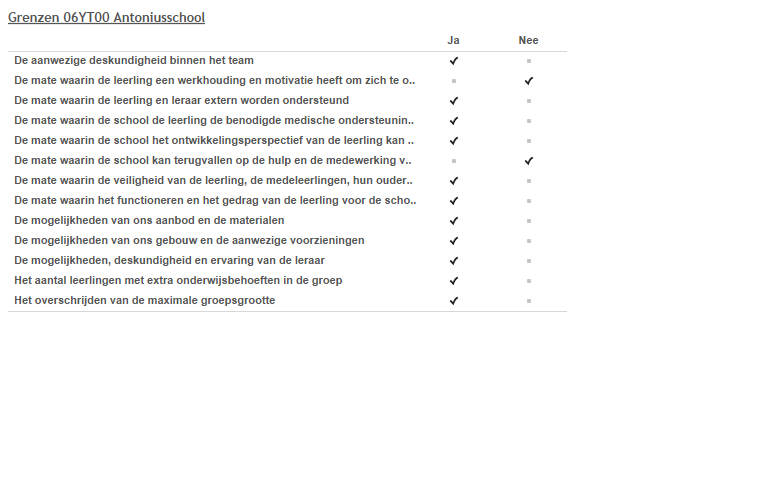 Grenzen 06YT00 Antoniusschool
Ja Nee
De aanwezige deskundigheid binnen het team
De mate waarin de leerling een werkhouding en motivatie heeft om zich te o..
De mate waarin de leerling en leraar extern worden ondersteund
De mate waarin de school de leerling de benodigde medische ondersteunin..
De mate waarin de school het ontwikkelingsperspectief van de leerling kan ..
De mate waarin de school kan terugvallen op de hulp en de medewerking v..
De mate waarin de veiligheid van de leerling, de medeleerlingen, hun ouder..
De mate waarin het functioneren en het gedrag van de leerling voor de scho..
De mogelijkheden van ons aanbod en de materialen
De mogelijkheden van ons gebouw en de aanwezige voorzieningen
De mogelijkheden, deskundigheid en ervaring van de leraar
Het aantal leerlingen met extra onderwijsbehoeften in de groep
Het overschrijden van de maximale groepsgrootte